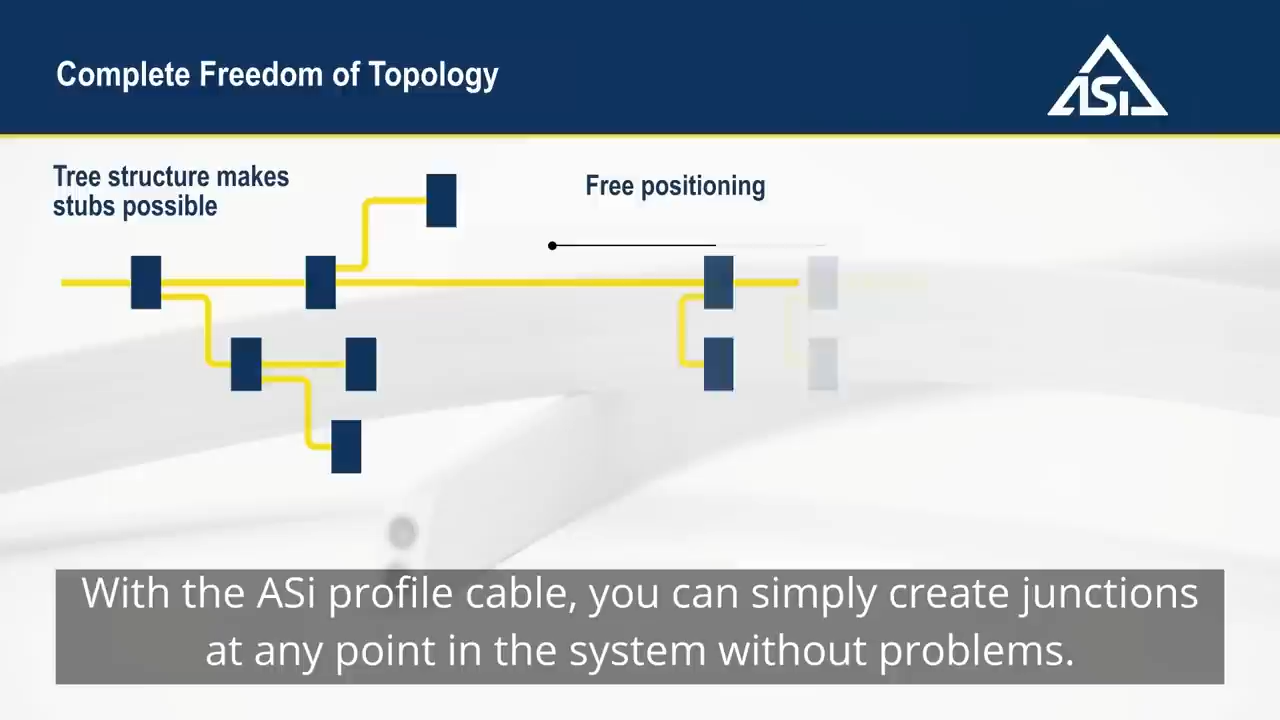 Complete Freedom of Topology
ASi
Tree structure makes
stubs possible
Free positioning
With the ASi profile cable, you can simply create junctions
at any point in the system without problems.